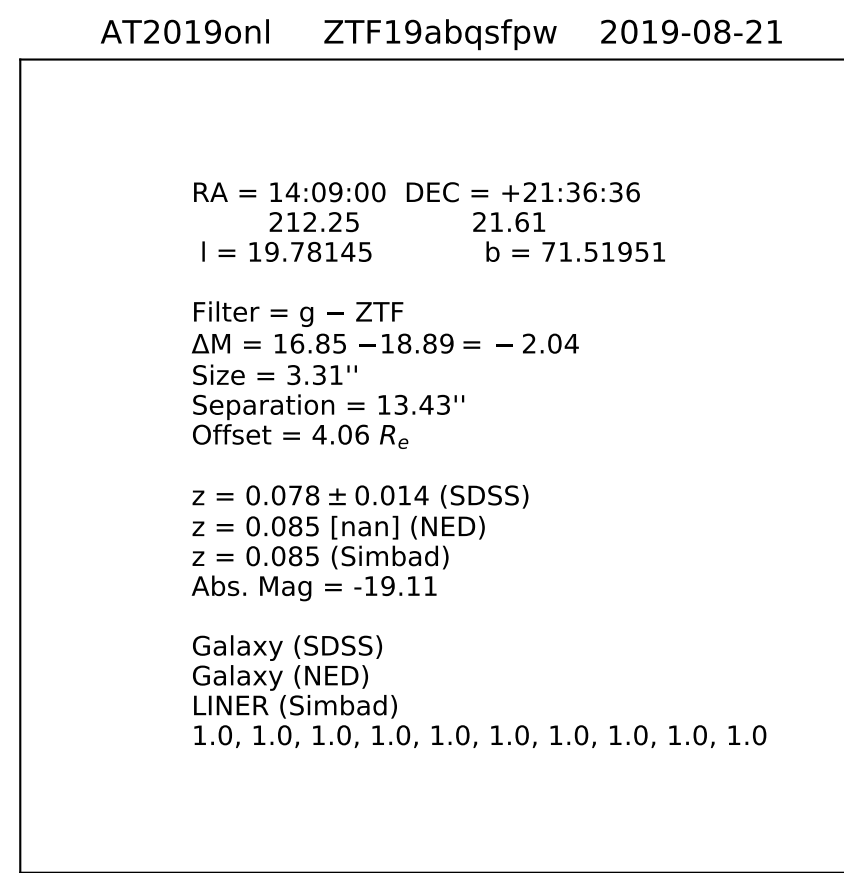 AT2019onl ZTF19abqsfpw 2019-08-21
RA = 14:09:00 DEC = +21:36:36
212.25 21.61
l = 19.78145 b = 71.51951
Filter = g − ZTF
ΔM = 16.85 −18.89 = − 2.04
Size = 3.31''
Separation = 13.43''
Offset = 4.06 Rₑ
z = 0.078 ± 0.014 (SDSS)
z = 0.085 [nan] (NED)
z = 0.085 (Simbad)
Abs. Mag = -19.11
Galaxy (SDSS)
Galaxy (NED)
LINER (Simbad)
1.0, 1.0, 1.0, 1.0, 1.0, 1.0, 1.0, 1.0, 1.0, 1.0